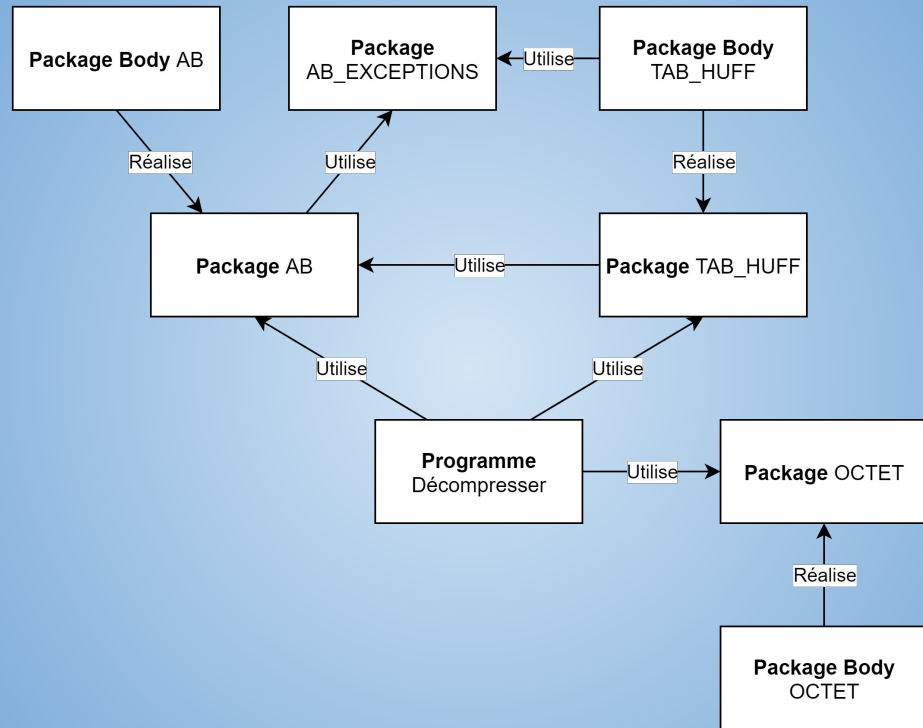 Package Body AB
Package
AB_EXCEPTIONS
Utilise
Package Body
TAB_HUFF
Réalise
Utilise
Réalise
Package AB
Utilise
Package TAB_HUFF
Utilise
Utilise
Programme
Décompresser
Utilise
Package OCTET
Réalise
Package Body
OCTET